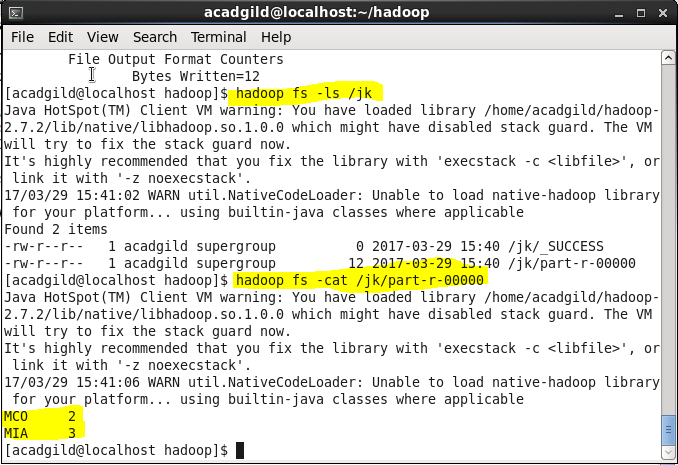 acadgild@localhost:~/hadoop
File Edit View Search Terminal Help
File Output Format Counters
Bytes Written=12
[acadgild@localhost hadoop]$ hadoop fs -ls /jk
Java HotSpot(TM) Client VM warning: You have loaded library /home/acadgild/hadoop-
2.7.2/lib/native/libhadoop.so.1.0.0 which might have disabled stack guard. The VM
will try to fix the stack guard now.
It's highly recommended that you fix the library with 'execstack -c <libfile>', or
link it with '-z noexecstack'.
17/03/29 15:41:02 WARN util.NativeCodeLoader: Unable to load native-hadoop library
for your platform... using builtin-java classes where applicable
Found 2 items
-rw-r--r-- 1 acadgild supergroup 0 2017-03-29 15:40 /jk/_SUCCESS
-rw-r--r-- 1 acadgild supergroup 12 2017-03-29 15:40 /jk/part-r-00000
[acadgild@localhost hadoop]$ hadoop fs -cat /jk/part-r-00000
Java HotSpot(TM) Client VM warning: You have loaded library /home/acadgild/hadoop-
2.7.2/lib/native/libhadoop.so.1.0.0 which might have disabled stack guard. The VM
will try to fix the stack guard now.
It's highly recommended that you fix the library with 'execstack -c <libfile>', or
link it with '-z noexecstack'.
17/03/29 15:41:06 WARN util.NativeCodeLoader: Unable to load native-hadoop library
for your platform... using builtin-java classes where applicable
MCO 2
MIA 3
[acadgild@localhost hadoop]$